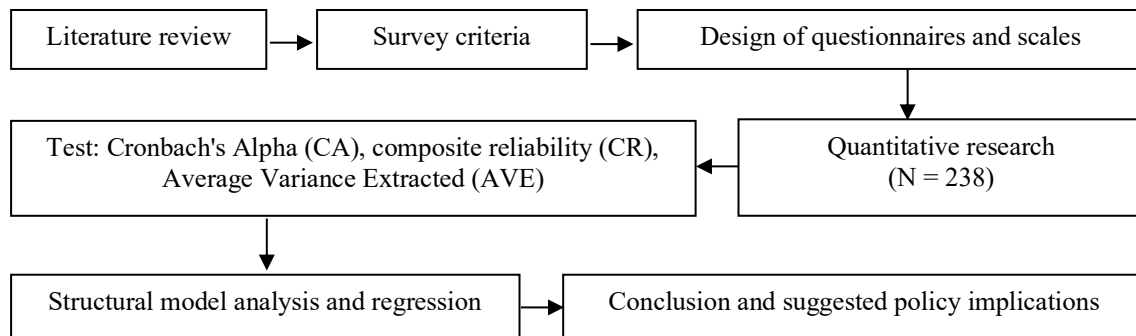 Literature review
Survey criteria
Design of questionnaires and scales
Quantitative research
(N = 238)
Test: Cronbach's Alpha (CA), composite reliability (CR),
Average Variance Extracted (AVE)
Structural model analysis and regression
Conclusion and suggested policy implications